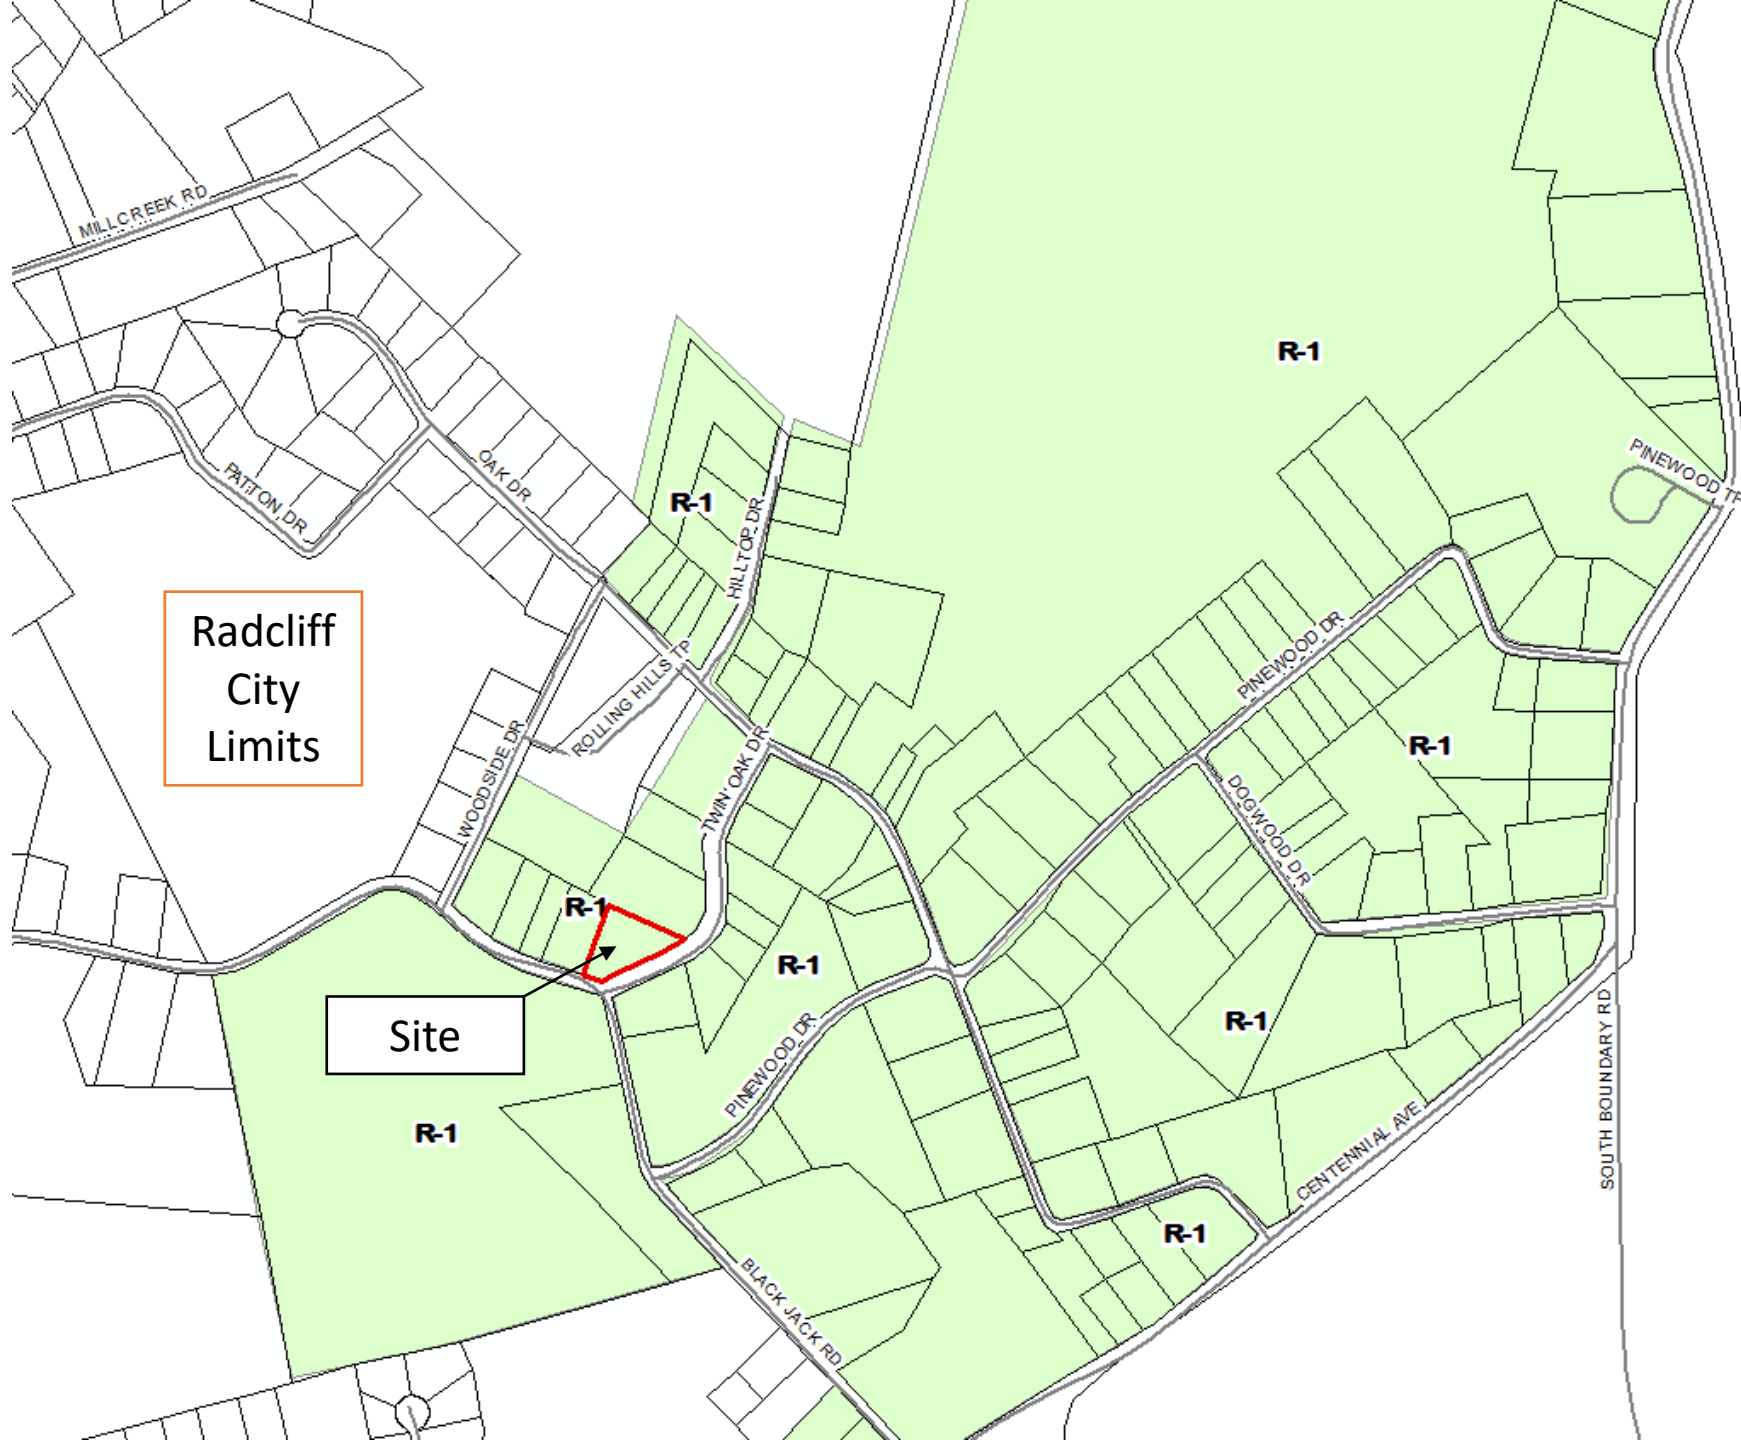 MILLCREEK RD
R-1
PINEWOOD TR
OAK DR
PATTON DR
R-1
HILLTOP DR
Radcliff
City
Limits
ROLLING HILLS TP
PINEWOOD DR
WOODSIDE DR
TWIN OAK DR
R-1
DOGWOOD DR
R-1
R-1
Site
R-1
PINEWOOD DR
SOUTH BOUNDARY RD
R-1
CENTENNIAL AVE
R-1
BLACK JACK RD